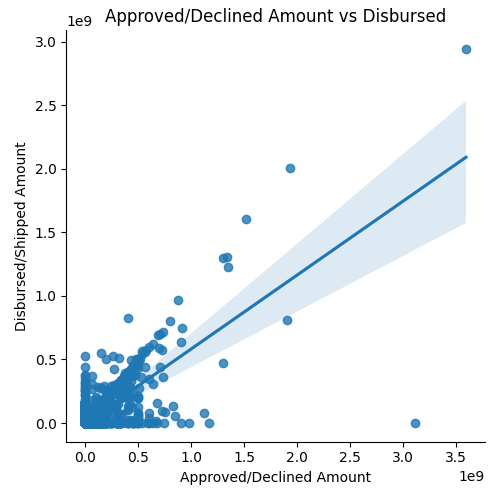 Approved/Declined Amount vs Disbursed
1e9
3.0
2.5
2.0
1.5
1.0
0.5
0.0
Disbursed/Shipped Amount
0.0 0.5 1.0 1.5 2.0 2.5 3.0 3.5
1e9
Approved/Declined Amount